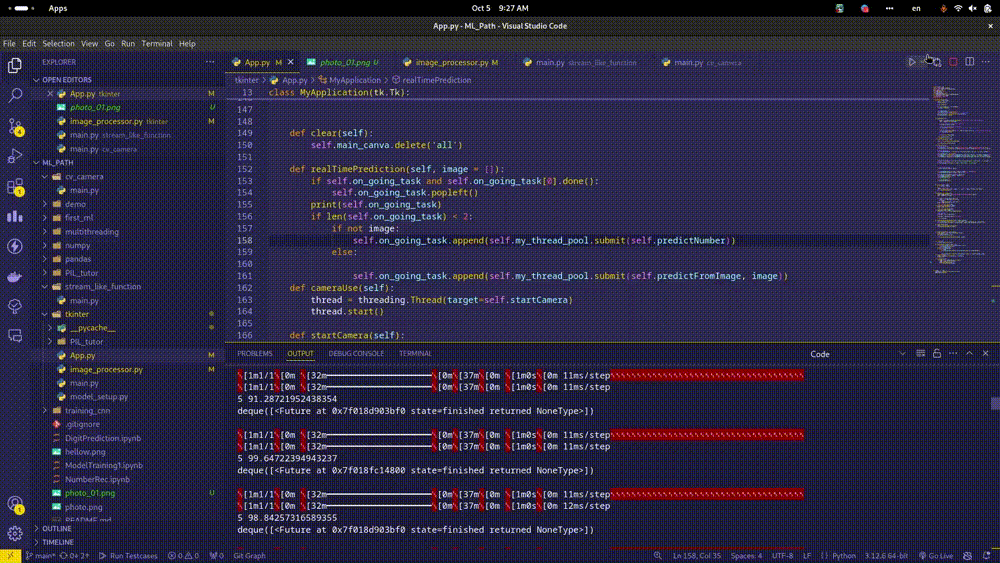 Apps
Oct 5 9:27 AM
en
App.py - ML_Path - Visual Studio Code
File Edit Selection View Go Run Terminal Help
EXPLORER
OPEN EDITORS
App.py tkinter M
photo_01.png U
image_processor.py tkinter M
main.py stream_like_function
main.py cv_camera
ML_PATH
cv_camera
main.py
demo
first_ml
multithreading
numpy
pandas
PIL_tutor
stream_like_function
main.py
tkinter
__pycache__
PIL_tutor
App.py M
image_processor.py M
main.py
model_setup.py
training_cnn
.gitignore
DigitPrediction.ipynb
hellow.png
ModelTraining1.ipynb
NumberRec.ipynb
photo_01.png U
photo.png
README.md
OUTLINE
TIMELINE
App.py M
photo_01.png U
image_processor.py M
main.py stream_like_function
main.py cv_camera
tkinter > App.py > MyApplication > realTimePrediction
13 class MyApplication(tk.Tk):
147
148
149 def clear(self):
150 self.main_canva.delete('all')
151
152 def realTimePrediction(self, image = []):
153 if self.on_going_task and self.on_going_task[0].done():
154 self.on_going_task.popleft()
155 print(self.on_going_task)
156 if len(self.on_going_task) < 2:
157 if not image:
158 self.on_going_task.append(self.my_thread_pool.submit(self.predictNumber))
159 else:
160
161 self.on_going_task.append(self.my_thread_pool.submit(self.predictFromImage, image))
162 def cameraUse(self):
163 thread = threading.Thread(target=self.startCamera)
164 thread.start()
165
166 def startCamera(self):
PROBLEMS OUTPUT DEBUG CONSOLE TERMINAL
Code
[1m1/1 [0m [32m━━━━━━━━━━━━━━━━━━━━ [0m [37m [0m [1m0s [0m 11ms/step
[1m1/1 [0m [32m━━━━━━━━━━━━━━━━━━━━ [0m [37m [0m [1m0s [0m 11ms/step
5 91.28721952438354
deque([<Future at 0x7f018d903bf0 state=finished returned NoneType>])
[1m1/1 [0m [32m━━━━━━━━━━━━━━━━━━━━ [0m [37m [0m [1m0s [0m 11ms/step
[1m1/1 [0m [32m━━━━━━━━━━━━━━━━━━━━ [0m [37m [0m [1m0s [0m 11ms/step
5 99.64722394943237
deque([<Future at 0x7f018fc14800 state=finished returned NoneType>])
[1m1/1 [0m [32m━━━━━━━━━━━━━━━━━━━━ [0m [37m [0m [1m0s [0m 11ms/step
[1m1/1 [0m [32m━━━━━━━━━━━━━━━━━━━━ [0m [37m [0m [1m0s [0m 12ms/step
5 98.84257316589355
deque([<Future at 0x7f018d903bf0 state=finished returned NoneType>])
main* 0↓ 2↑ Run Testcases 0 0 0 Git Graph
Ln 158, Col 35 Spaces: 4 UTF-8 LF Python 3.12.6 64-bit Go Live